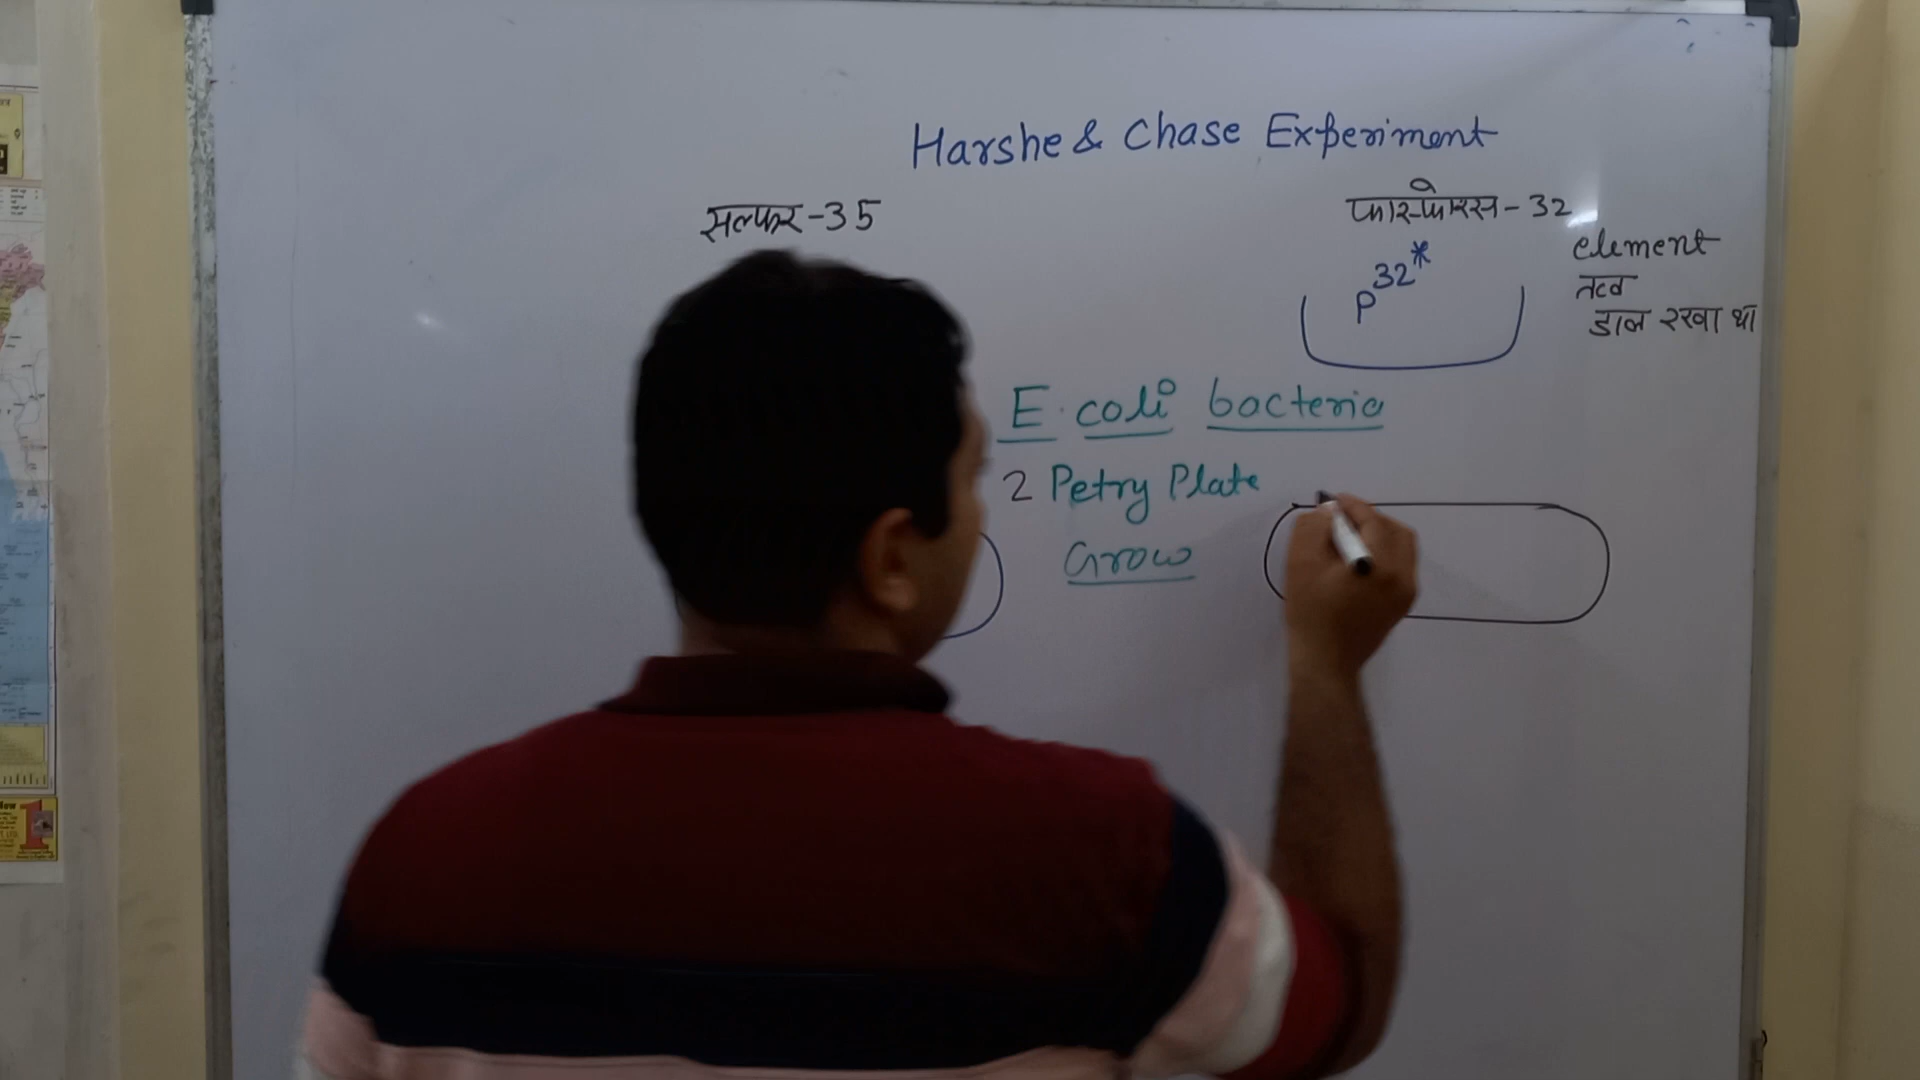 Harshe & Chase Experiment
सल्फर-35
फास्फोरस-32
P32*
element
तत्व
डाल रखा था
E. coli bacteria
2 Petry Plate
Grow